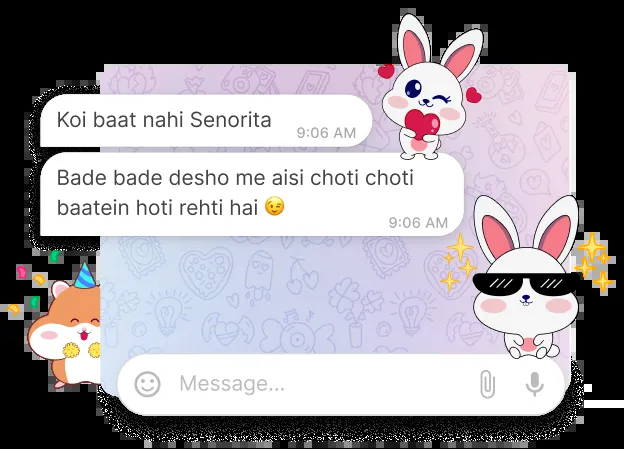 Koi baat nahi Senorita
9:06 AM
Bade bade desho me aisi choti choti
baatein hoti rehti hai 😉
9:06 AM
Message...